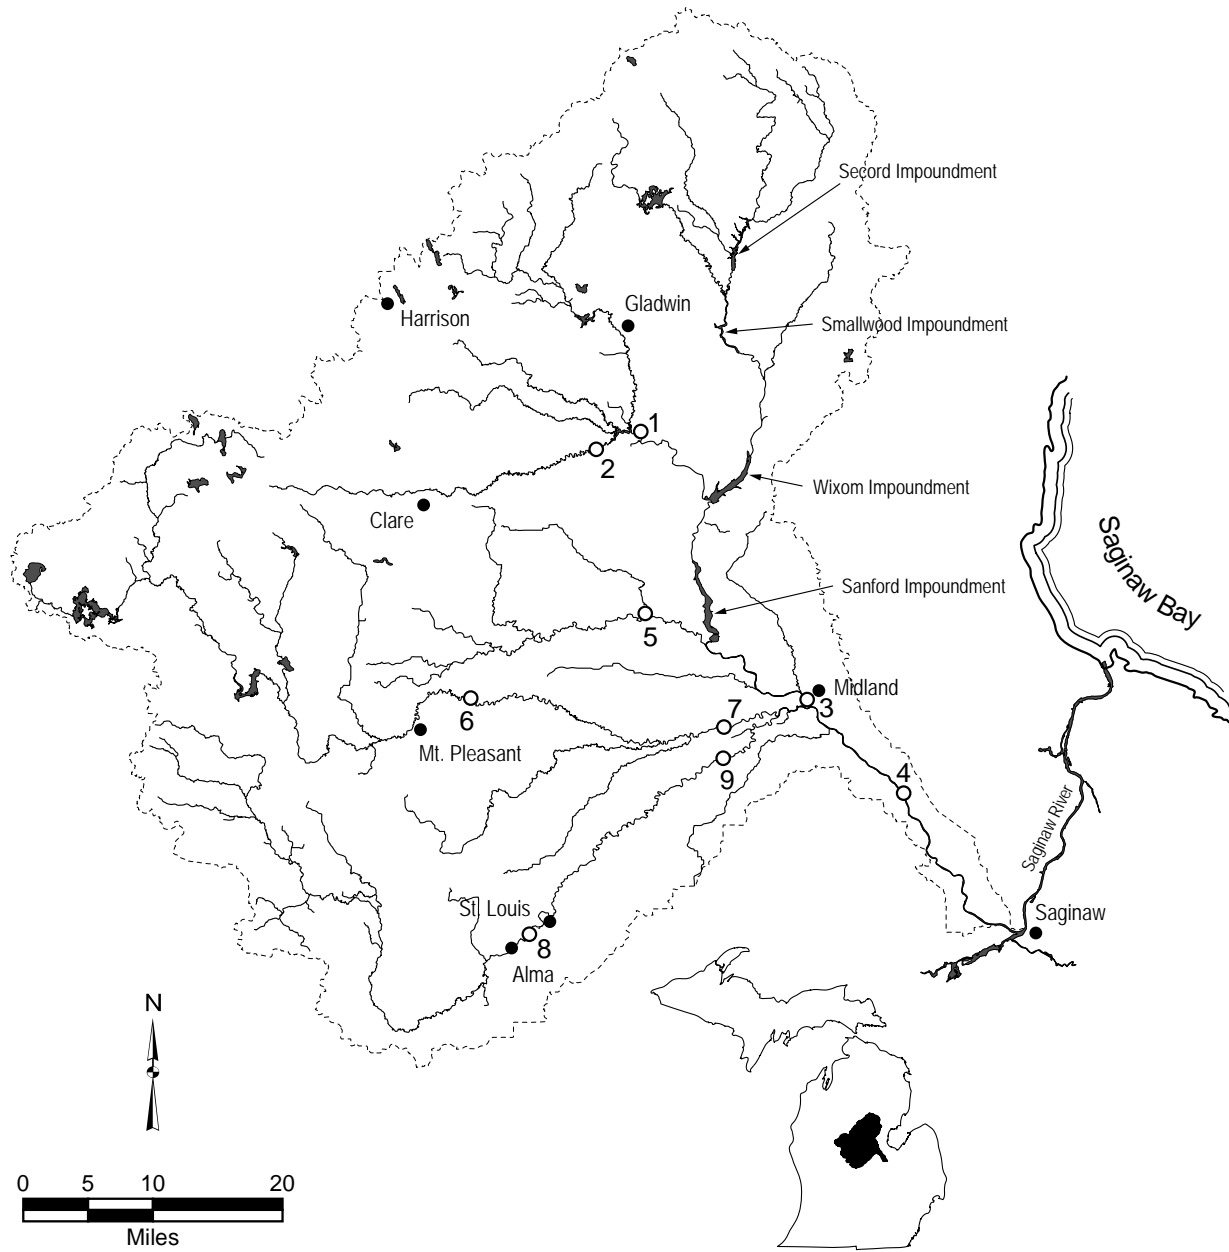 Secord Impoundment
Gladwin
Harrison
Smallwood Impoundment
1
2
Wixom Impoundment
Clare
Saginaw Bay
Sanford Impoundment
5
Midland
3
6
7
Mt. Pleasant
9
4
Saginaw River
St. Louis
Saginaw
8
Alma
N
0 5 10 20
Miles